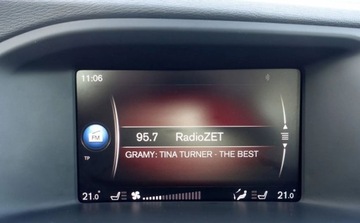 11:06
FM
95.7 RadioZET
TP
GRAMY: TINA TURNER - THE BEST
21.0° 21.0°